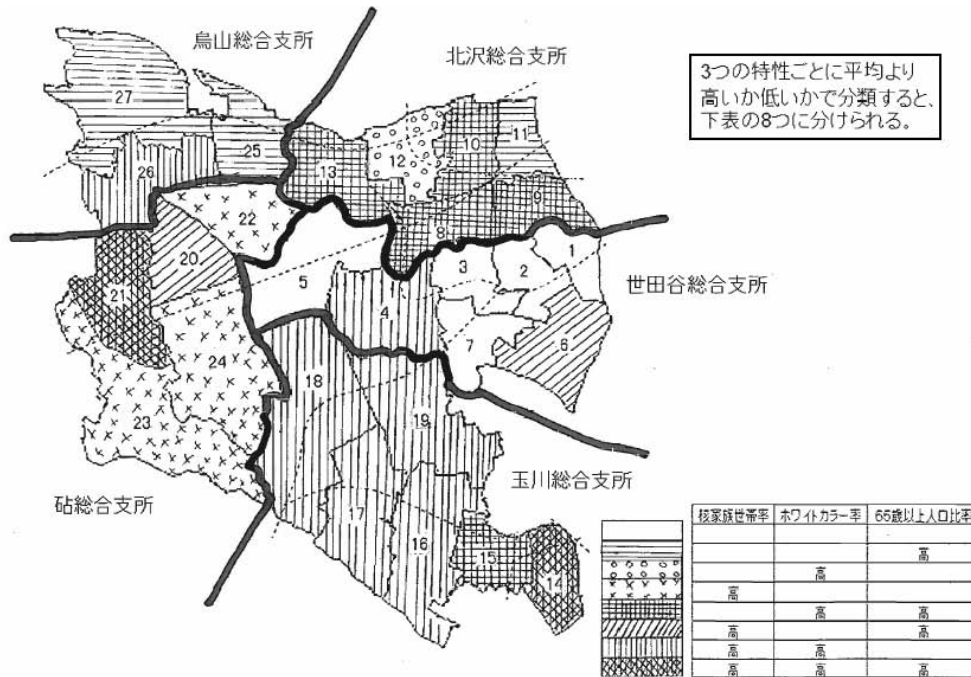 烏山総合支所
北沢総合支所
3つの特性ごとに平均より
高いか低いかで分類すると、
下表の8つに分けられる。
27
25
26
13
12
10
11
9
8
22
20
21
5
4
3
2
1
世田谷総合支所
7
6
24
23
18
19
砧総合支所
玉川総合支所
17
16
15
14
核家族世帯率 ホワイトカラー率 65歳以上人口比率
高
高
高
高 高
高 高
高 高
高 高 高